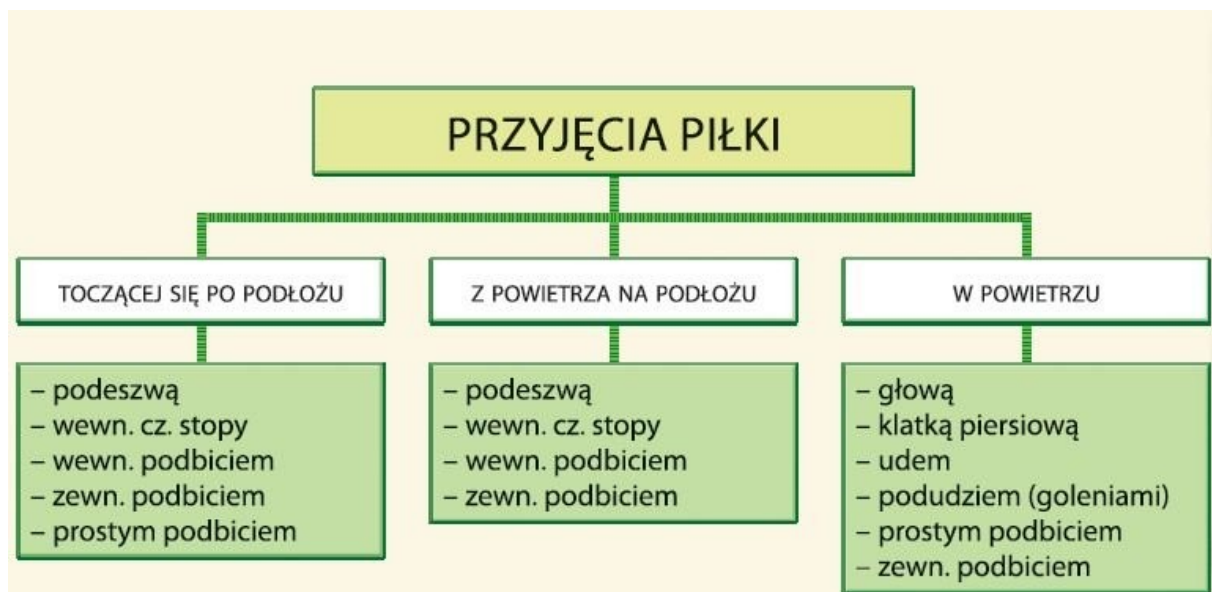 PRZYJĘCIA PIŁKI
TOCZĄCEJ SIĘ PO PODŁOŻU
– podeszwą
– wewn. cz. stopy
– wewn. podbiciem
– zewn. podbiciem
– prostym podbiciem
Z POWIETRZA NA PODŁOŻU
– podeszwą
– wewn. cz. stopy
– wewn. podbiciem
– zewn. podbiciem
W POWIETRZU
– głową
– klatką piersiową
– udem
– podudziem (goleniami)
– prostym podbiciem
– zewn. podbiciem